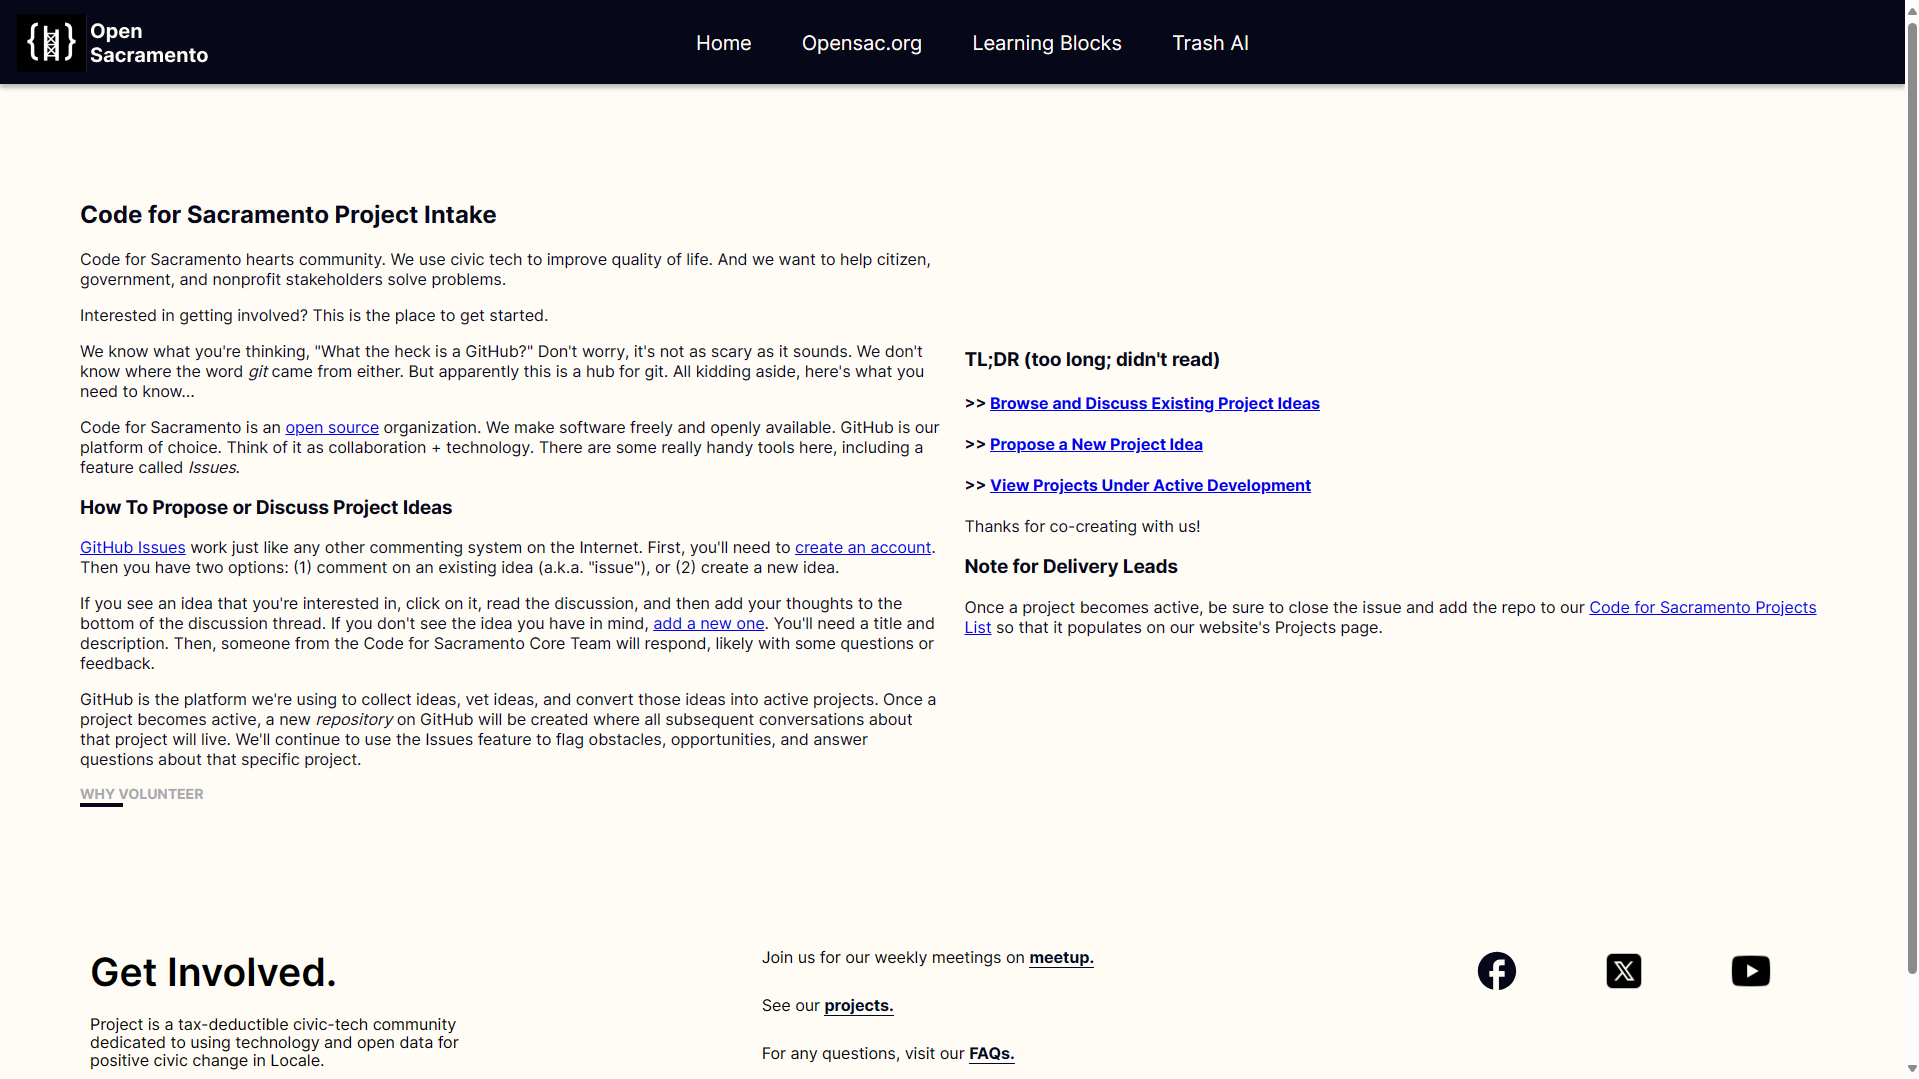 Open
Sacramento
Home
Opensac.org
Learning Blocks
Trash AI
Code for Sacramento Project Intake
Code for Sacramento hearts community. We use civic tech to improve quality of life. And we want to help citizen,
government, and nonprofit stakeholders solve problems.
Interested in getting involved? This is the place to get started.
We know what you're thinking, "What the heck is a GitHub?" Don't worry, it's not as scary as it sounds. We don't
know where the word git came from either. But apparently this is a hub for git. All kidding aside, here's what you
need to know...
Code for Sacramento is an open source organization. We make software freely and openly available. GitHub is our
platform of choice. Think of it as collaboration + technology. There are some really handy tools here, including a
feature called Issues.
How To Propose or Discuss Project Ideas
GitHub Issues work just like any other commenting system on the Internet. First, you'll need to create an account.
Then you have two options: (1) comment on an existing idea (a.k.a. "issue"), or (2) create a new idea.
If you see an idea that you're interested in, click on it, read the discussion, and then add your thoughts to the
bottom of the discussion thread. If you don't see the idea you have in mind, add a new one. You'll need a title and
description. Then, someone from the Code for Sacramento Core Team will respond, likely with some questions or
feedback.
GitHub is the platform we're using to collect ideas, vet ideas, and convert those ideas into active projects. Once a
project becomes active, a new repository on GitHub will be created where all subsequent conversations about
that project will live. We'll continue to use the Issues feature to flag obstacles, opportunities, and answer
questions about that specific project.
WHY VOLUNTEER
TL;DR (too long; didn't read)
>> Browse and Discuss Existing Project Ideas
>> Propose a New Project Idea
>> View Projects Under Active Development
Thanks for co-creating with us!
Note for Delivery Leads
Once a project becomes active, be sure to close the issue and add the repo to our Code for Sacramento Projects
List so that it populates on our website's Projects page.
Get Involved.
Project is a tax-deductible civic-tech community
dedicated to using technology and open data for
positive civic change in Locale.
Join us for our weekly meetings on meetup.
See our projects.
For any questions, visit our FAQs.